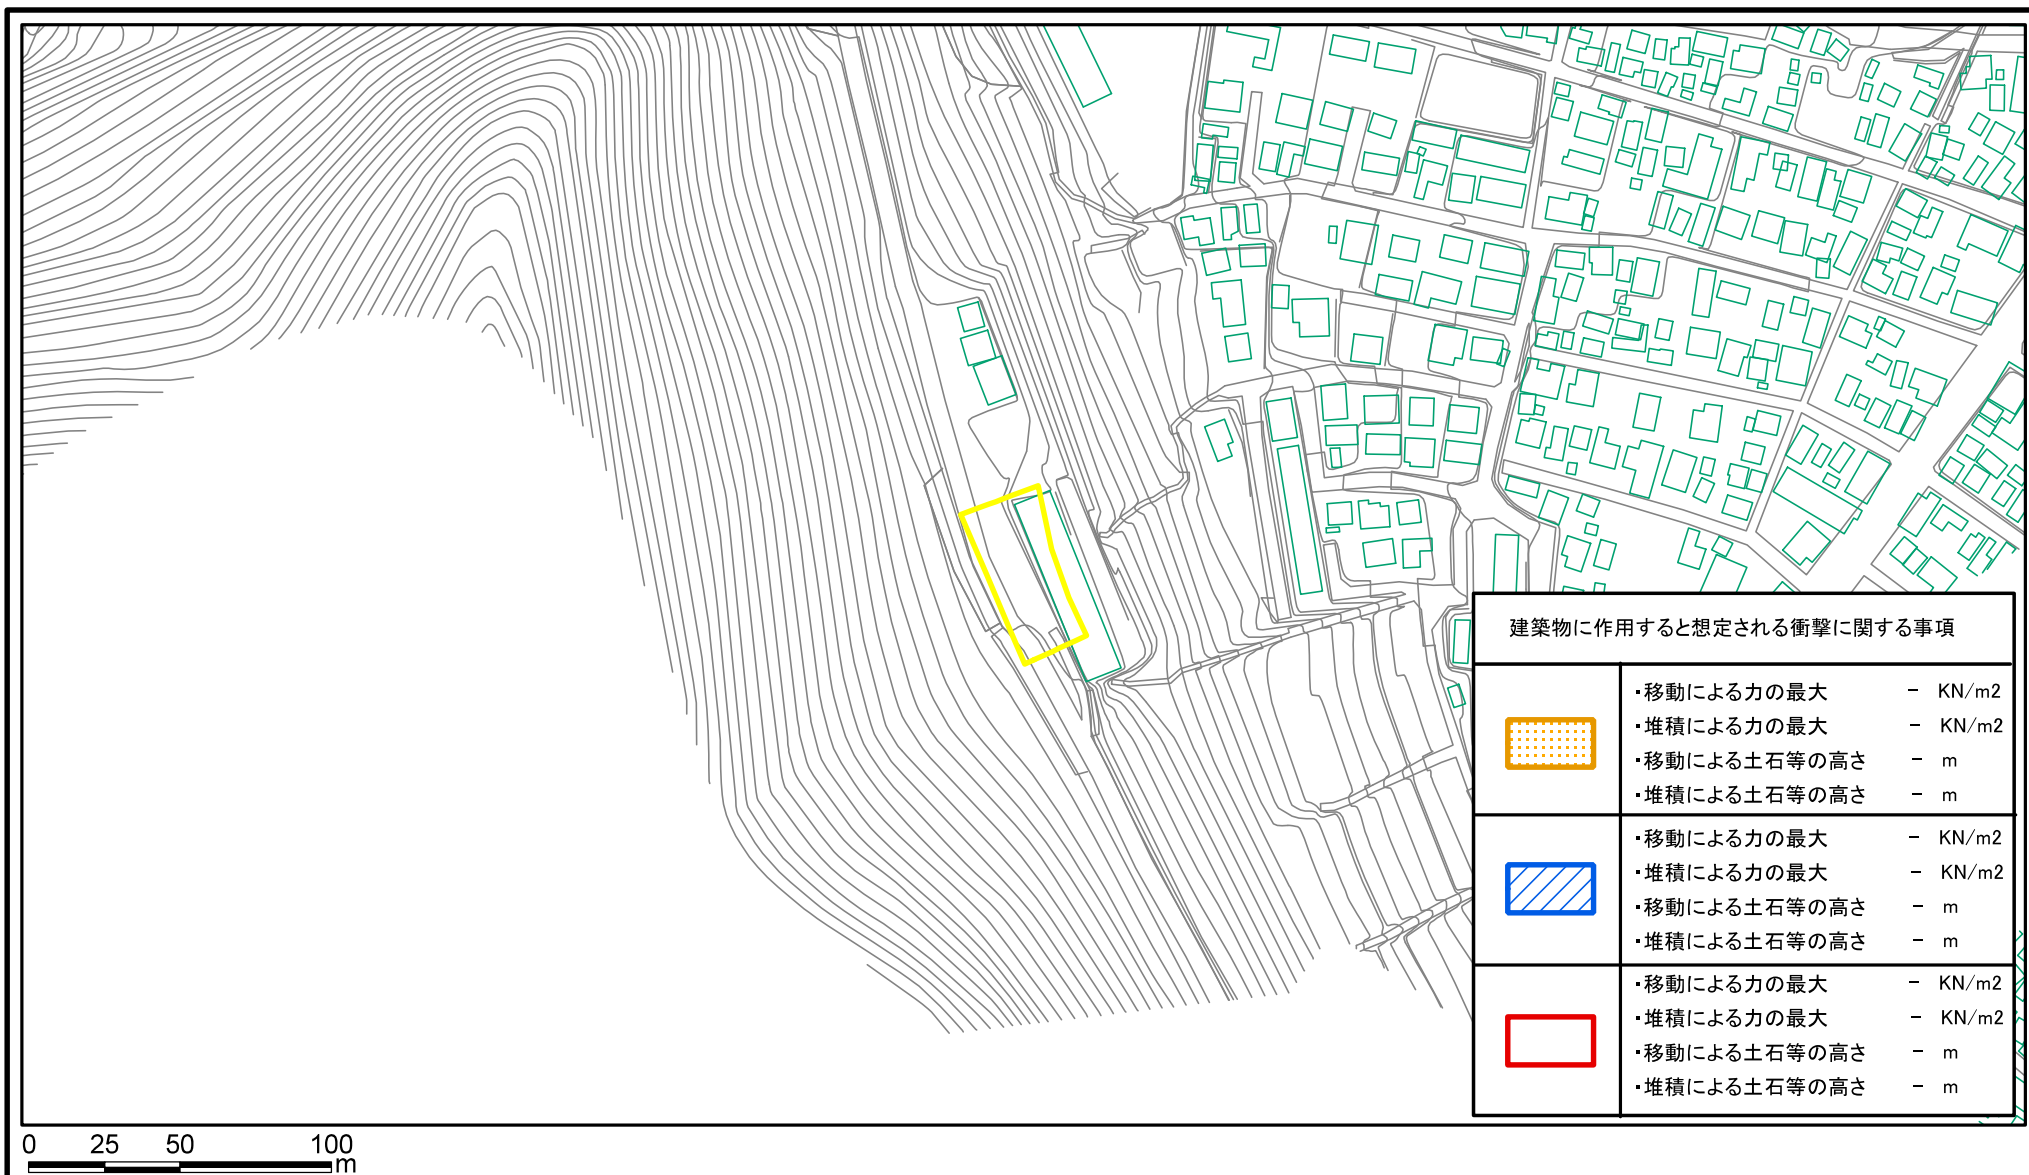 建築物に作用すると想定される衝撃に関する事項
・移動による力の最大 - KN/m2
・堆積による力の最大 - KN/m2
・移動による土石等の高さ - m
・堆積による土石等の高さ - m
・移動による力の最大 - KN/m2
・堆積による力の最大 - KN/m2
・移動による土石等の高さ - m
・堆積による土石等の高さ - m
・移動による力の最大 - KN/m2
・堆積による力の最大 - KN/m2
・移動による土石等の高さ - m
・堆積による土石等の高さ - m
0 25 50 100
m